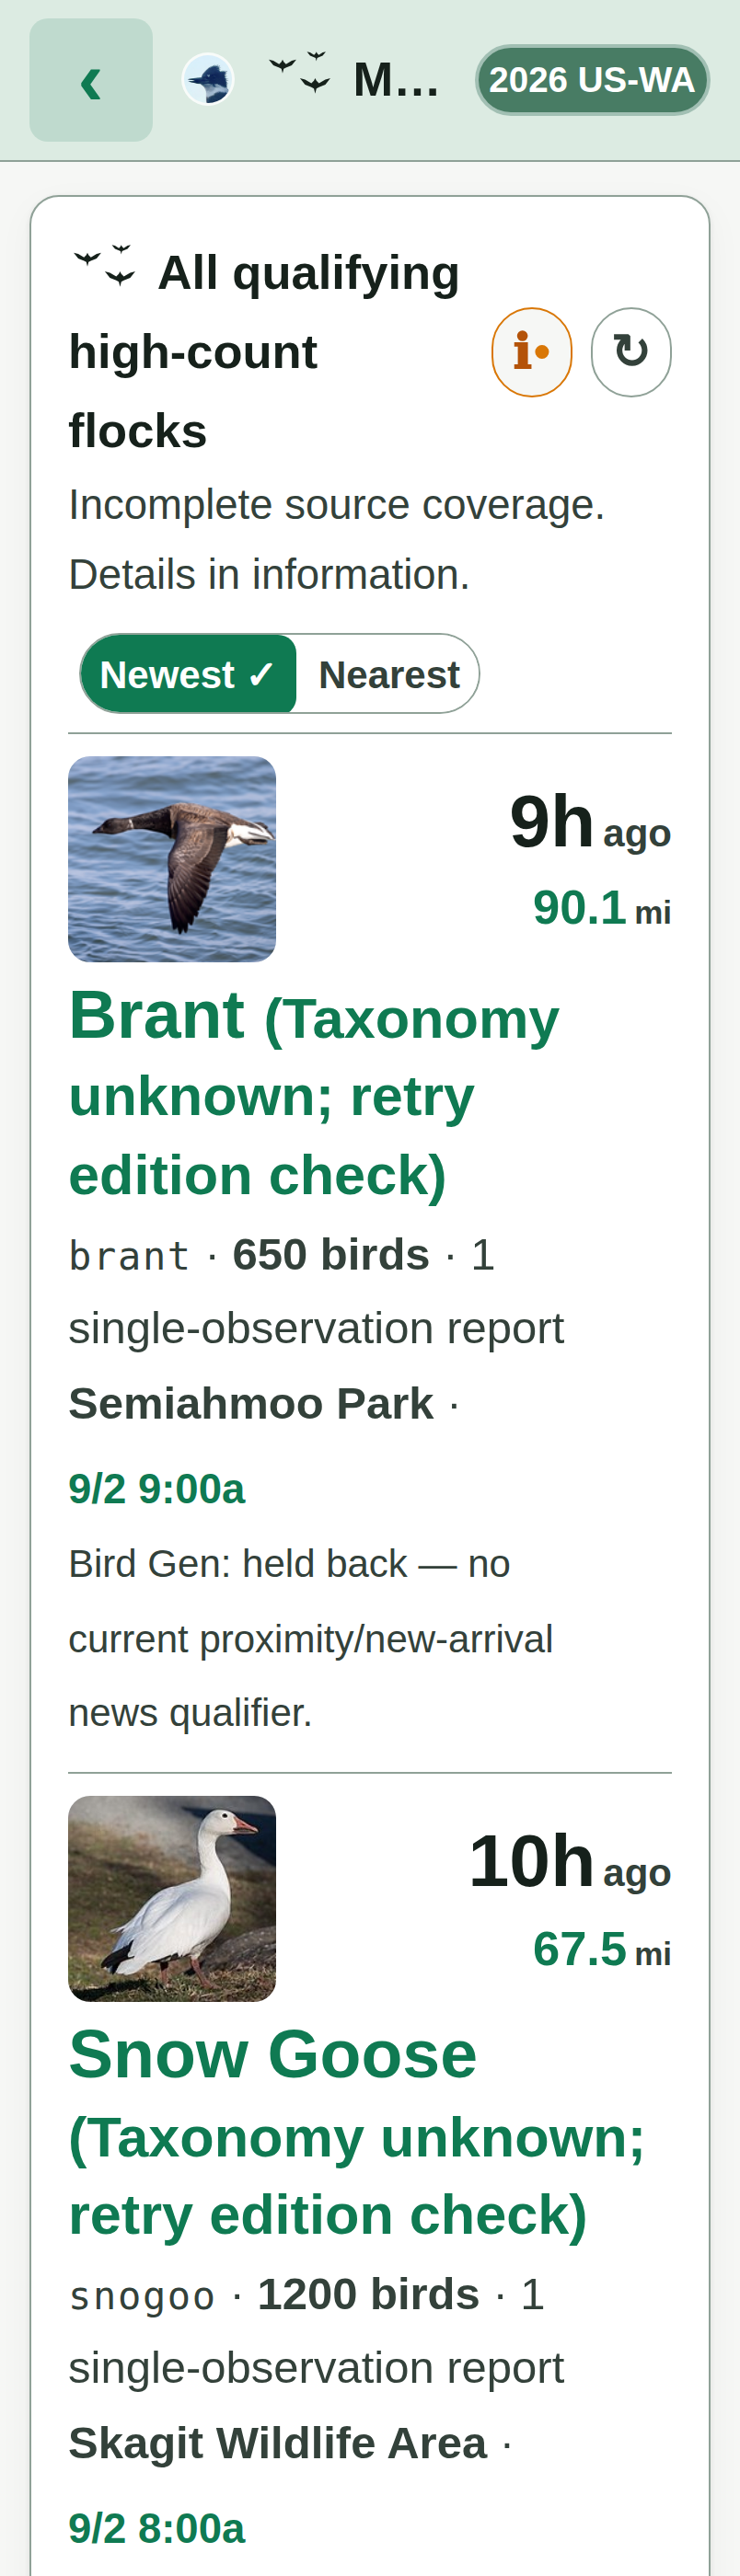 ‹ M... 2026 US-WA
All qualifying
high-count
flocks
i• ↻
Incomplete source coverage.
Details in information.
Newest ✓ Nearest
9h ago
90.1 mi
Brant (Taxonomy
unknown; retry
edition check)
brant · 650 birds · 1
single-observation report
Semiahmoo Park ·
9/2 9:00a
Bird Gen: held back — no
current proximity/new-arrival
news qualifier.
10h ago
67.5 mi
Snow Goose
(Taxonomy unknown;
retry edition check)
snogoo · 1200 birds · 1
single-observation report
Skagit Wildlife Area ·
9/2 8:00a